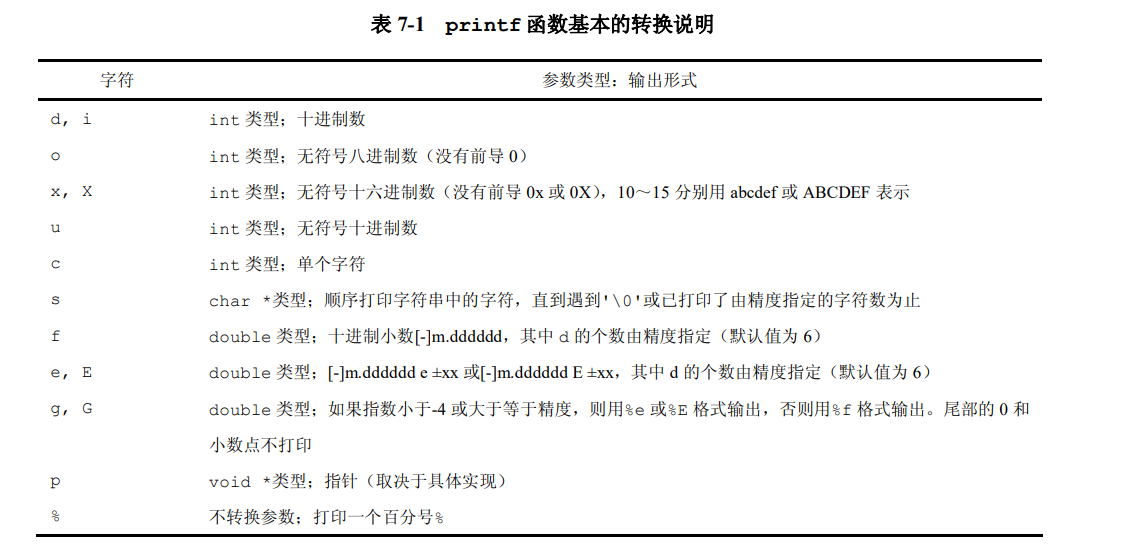 表 7-1 printf 函数基本的转换说明
字符 参数类型：输出形式
d, i int 类型；十进制数
o int 类型；无符号八进制数（没有前导 0）
x, X int 类型；无符号十六进制数（没有前导 0x 或 0X），10～15 分别用 abcdef 或 ABCDEF 表示
u int 类型；无符号十进制数
c int 类型；单个字符
s char *类型；顺序打印字符串中的字符，直到遇到'\0'或已打印了由精度指定的字符数为止
f double 类型；十进制小数[-]m.dddddd，其中 d 的个数由精度指定（默认值为 6）
e, E double 类型；[-]m.dddddd e ±xx 或[-]m.dddddd E ±xx，其中 d 的个数由精度指定（默认值为 6）
g, G double 类型；如果指数小于-4 或大于等于精度，则用%e 或%E 格式输出，否则用%f 格式输出。尾部的 0 和
小数点不打印
p void *类型；指针（取决于具体实现）
% 不转换参数；打印一个百分号%